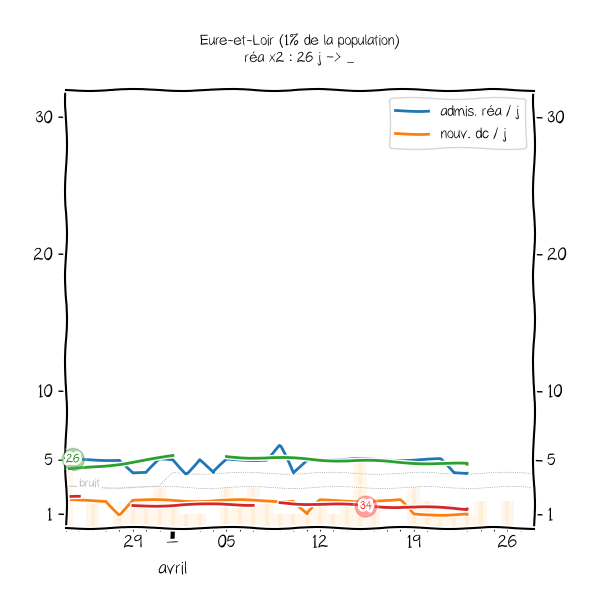 Eure-et-Loir (1% de la population)
réa x2 : 26 j -> _
admis. réa / j
nouv. dc / j
30
30
20
20
10
10
5
26
5
bruit
34
1
1
29
05
12
19
26
avril